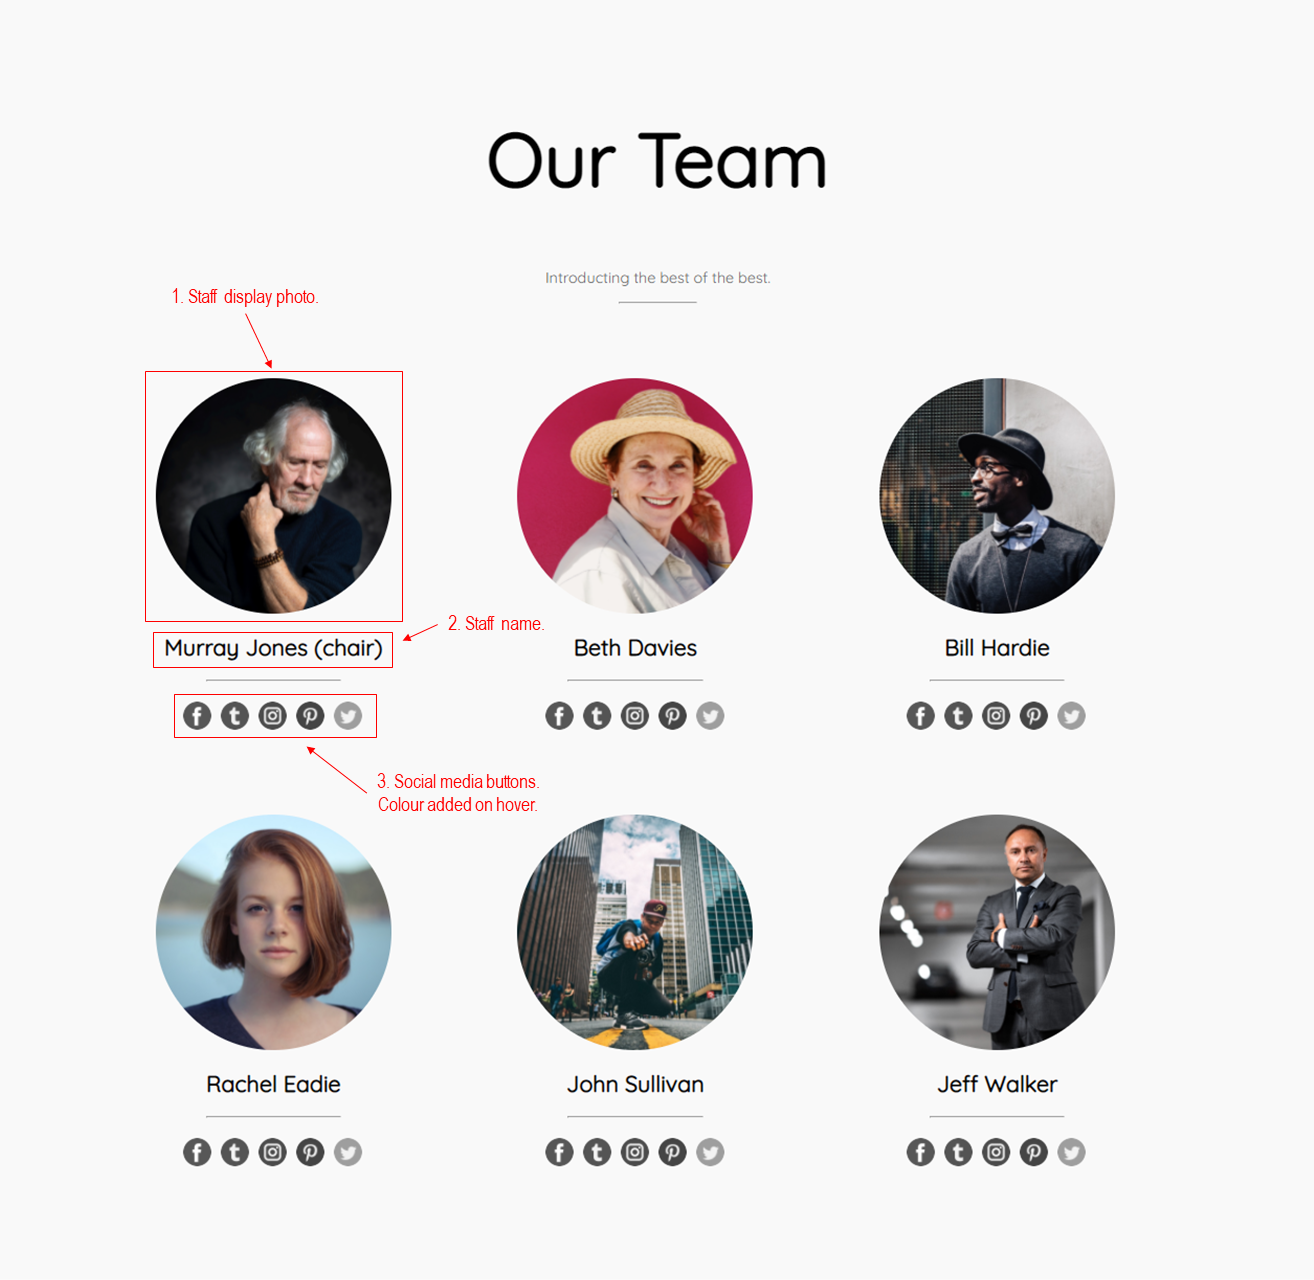 Our Team
Introducting the best of the best.
1. Staff display photo.
2. Staff name.
Murray Jones (chair)
Beth Davies
Bill Hardie
3. Social media buttons.
Colour added on hover.
Rachel Eadie
John Sullivan
Jeff Walker